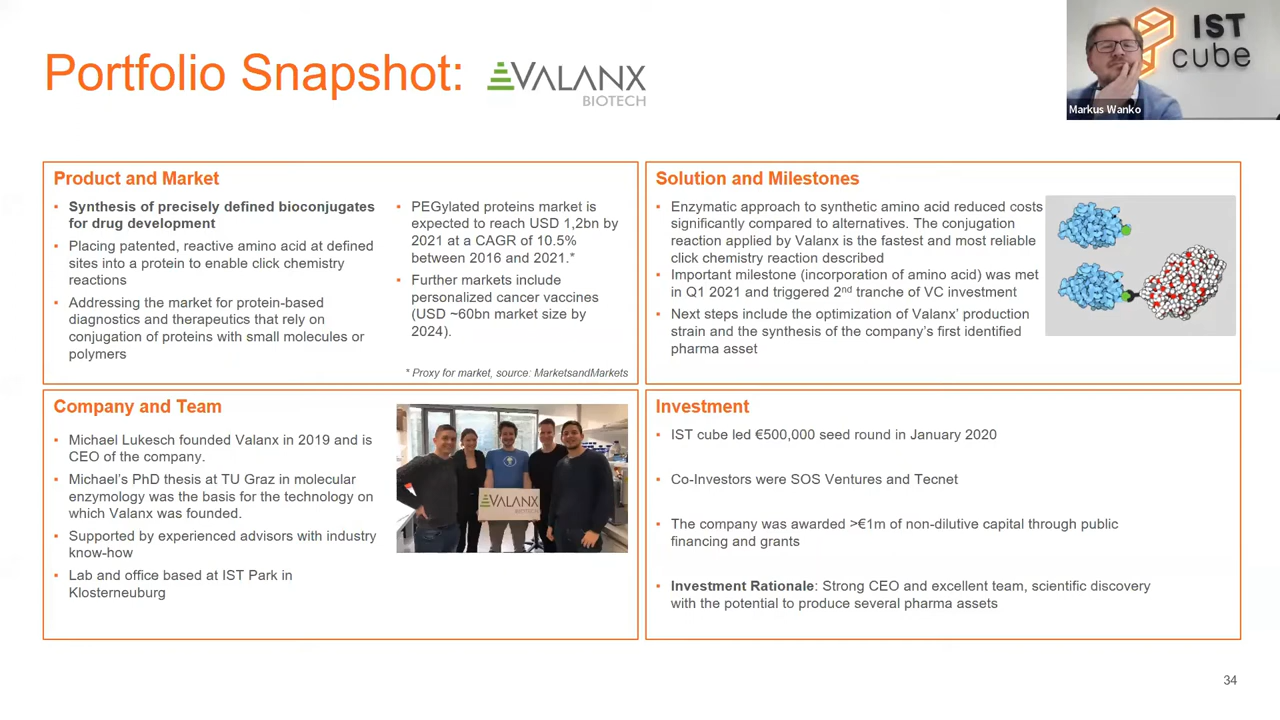 Portfolio Snapshot:
VALANX
BIOTECH
IST
cube
Markus Wanko
Product and Market
▪ Synthesis of precisely defined bioconjugates
for drug development
▪ Placing patented, reactive amino acid at defined
sites into a protein to enable click chemistry
reactions
▪ Addressing the market for protein-based
diagnostics and therapeutics that rely on
conjugation of proteins with small molecules or
polymers
▪ PEGylated proteins market is
expected to reach USD 1,2bn by
2021 at a CAGR of 10.5%
between 2016 and 2021.*
▪ Further markets include
personalized cancer vaccines
(USD ~60bn market size by
2024).
* Proxy for market, source: MarketsandMarkets
Solution and Milestones
▪ Enzymatic approach to synthetic amino acid reduced costs
significantly compared to alternatives. The conjugation
reaction applied by Valanx is the fastest and most reliable
click chemistry reaction described
▪ Important milestone (incorporation of amino acid) was met
in Q1 2021 and triggered 2nd tranche of VC investment
▪ Next steps include the optimization of Valanx' production
strain and the synthesis of the company's first identified
pharma asset
Company and Team
▪ Michael Lukesch founded Valanx in 2019 and is
CEO of the company.
▪ Michael's PhD thesis at TU Graz in molecular
enzymology was the basis for the technology on
which Valanx was founded.
▪ Supported by experienced advisors with industry
know-how
▪ Lab and office based at IST Park in
Klosterneuburg
VALANX
BIOTECH
Investment
▪ IST cube led €500,000 seed round in January 2020
▪ Co-Investors were SOS Ventures and Tecnet
▪ The company was awarded >€1m of non-dilutive capital through public
financing and grants
▪ Investment Rationale: Strong CEO and excellent team, scientific discovery
with the potential to produce several pharma assets
34